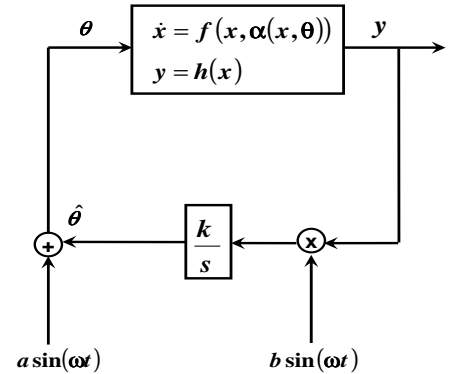 θ
ẋ = f(x,α(x,θ))
y = h(x)
y
θ̂
k
s
+
x
a sin(ωt)
b sin(ωt)